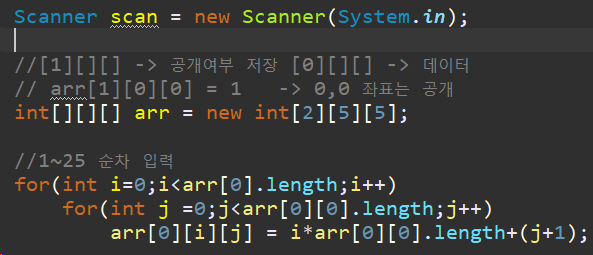 Scanner scan = new Scanner(System.in);
//[1][][] -> 공개여부 저장 [0][][] -> 데이터
// arr[1][0][0] = 1   -> 0,0 좌표는 공개
int[][][] arr = new int[2][5][5];
//1~25 순차 입력
for(int i=0;i<arr[0].length;i++)
    for(int j =0;j<arr[0][0].length;j++)
        arr[0][i][j] = i*arr[0][0].length+(j+1);